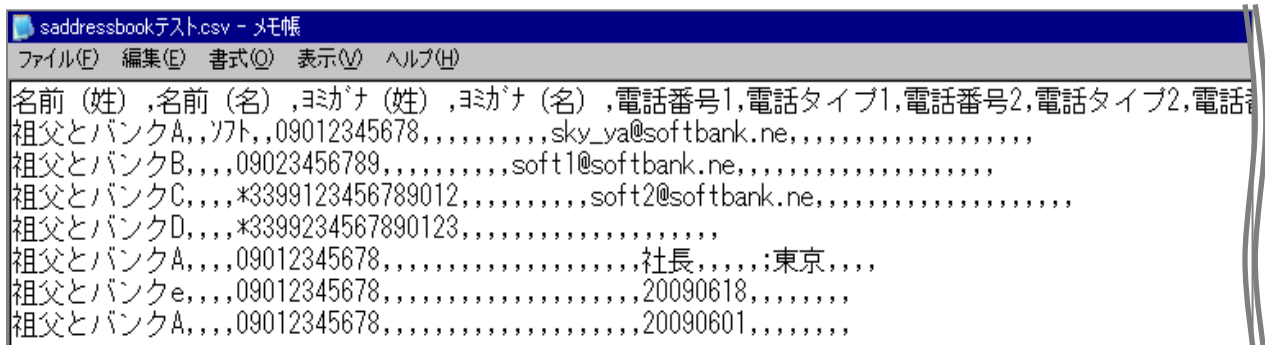 saddressbookテスト.csv - メモ帳
ファイル(F) 編集(E) 書式(O) 表示(V) ヘルプ(H)
名前（姓）,名前（名）,ﾖﾐｶﾞﾅ（姓）,ﾖﾐｶﾞﾅ（名）,電話番号1,電話タイプ1,電話番号2,電話タイプ2,電話
祖父とバンクA,,ｿﾌﾄ,,09012345678,,,,,,,,,,sky_ya@softbank.ne,,,,,,,,,,,,,,,,,,,
祖父とバンクB,,,,09023456789,,,,,,,,,,soft1@softbank.ne,,,,,,,,,,,,,,,,,,,,
祖父とバンクC,,,,*3399123456789012,,,,,,,,,,soft2@softbank.ne,,,,,,,,,,,,,,,,,,,,
祖父とバンクD,,,,*3399234567890123,,,,,,,,,,,,,,,,,,,,
祖父とバンクA,,,,09012345678,,,,,,,,,,,,,,,,,,,,社長,,,,,;東京,,,,
祖父とバンクe,,,,09012345678,,,,,,,,,,,,,,,,,,,,20090618,,,,,,,,
祖父とバンクA,,,,09012345678,,,,,,,,,,,,,,,,,,,,20090601,,,,,,,,